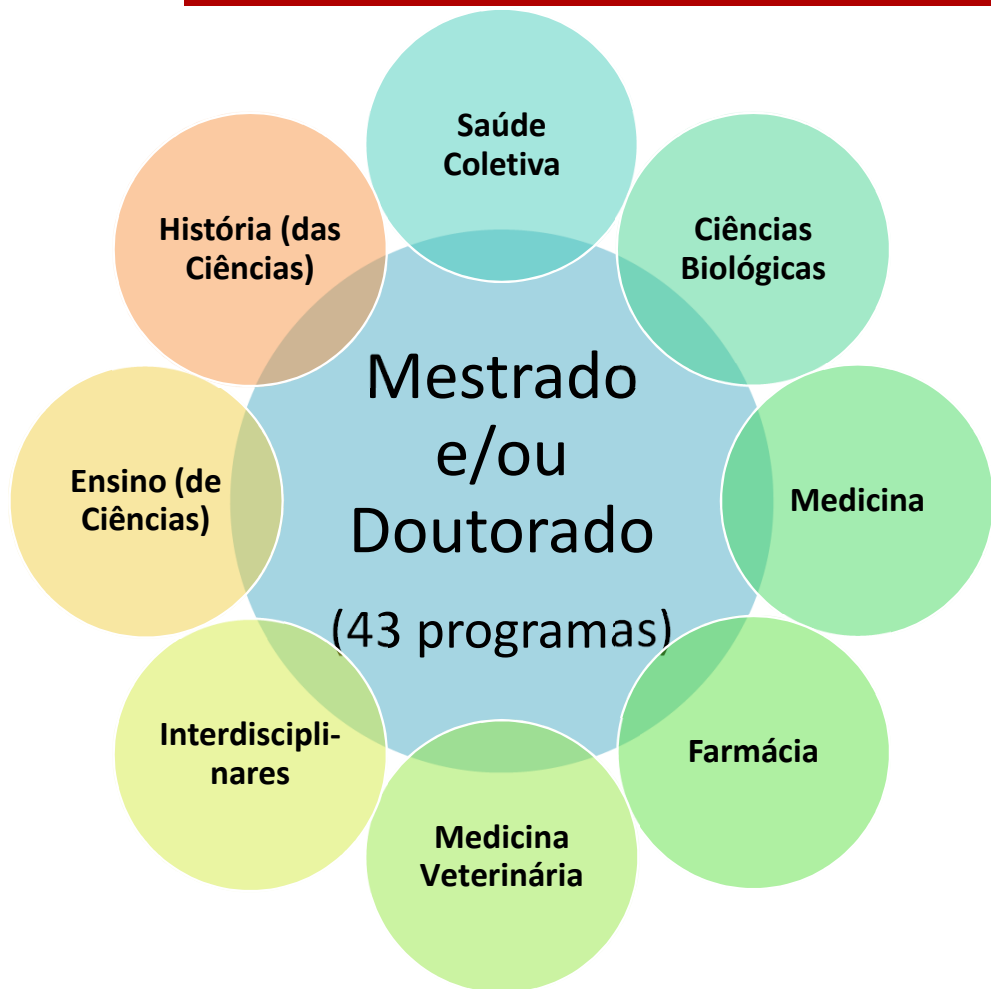 Saúde
Coletiva
Ciências
Biológicas
Medicina
Farmácia
Medicina
Veterinária
Interdiscipli-
nares
Ensino (de
Ciências)
História (das
Ciências)
Mestrado
e/ou
Doutorado
(43 programas)